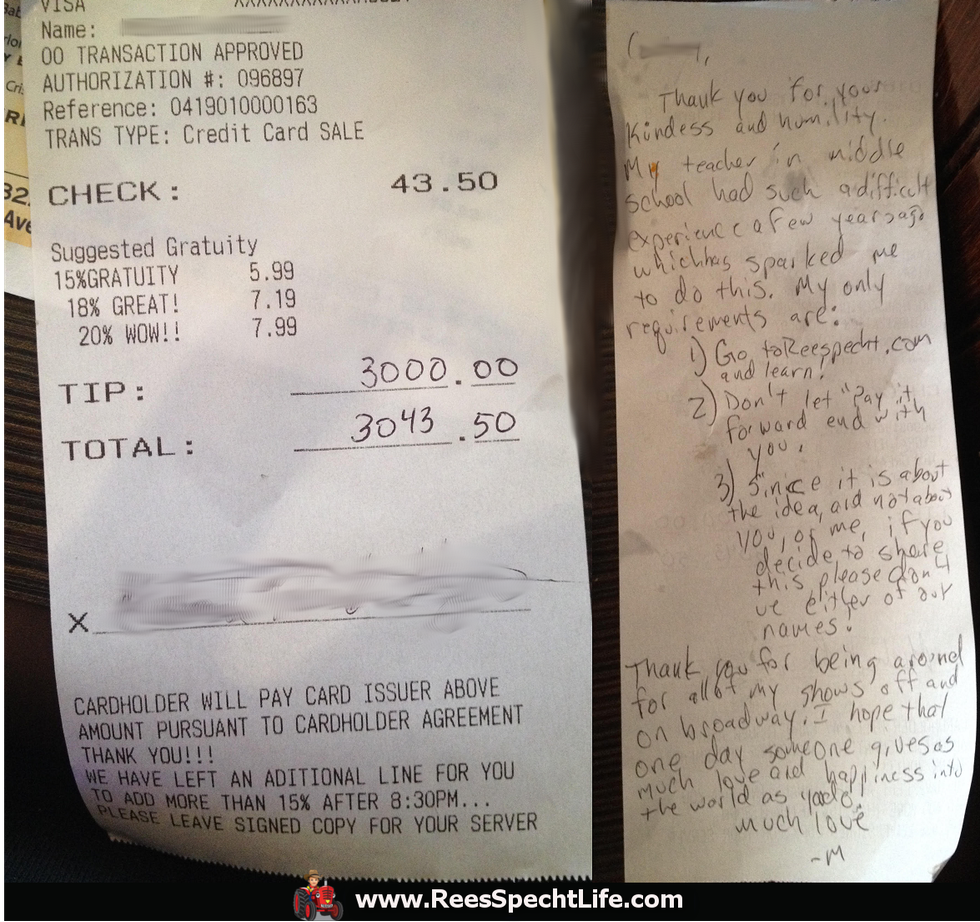 VISA
Name:
00 TRANSACTION APPROVED
AUTHORIZATION #: 096897
Reference: 0419010000163
TRANS TYPE: Credit Card SALE
CHECK: 43.50
Suggested Gratuity
15%GRATUITY 5.99
18% GREAT! 7.19
20% WOW!! 7.99
TIP: 3000.00
TOTAL: 3043.50
X
CARDHOLDER WILL PAY CARD ISSUER ABOVE
AMOUNT PURSUANT TO CARDHOLDER AGREEMENT
THANK YOU!!!
WE HAVE LEFT AN ADITIONAL LINE FOR YOU
TO ADD MORE THAN 15% AFTER 8:30PM...
PLEASE LEAVE SIGNED COPY FOR YOUR SERVER
Thank you for your
Kindess and humility.
My teacher in middle
school had such a difficult
experience a few years ago
which has sparked me
to do this. My only
requirements are:
1) Go to Reespecht.com
and learn!
2) Don't let "Pay it
forward end with
you.
3) Since it is about
the idea, and not about
you, or me, if you
decide to share
this please don't
use either of our
names!
Thank you for being around
for all of my shows off and
on broadway. I hope that
one day someone gives as
much love and happiness into
the world as you do.
much love
-M
www.ReesSpechtLife.com